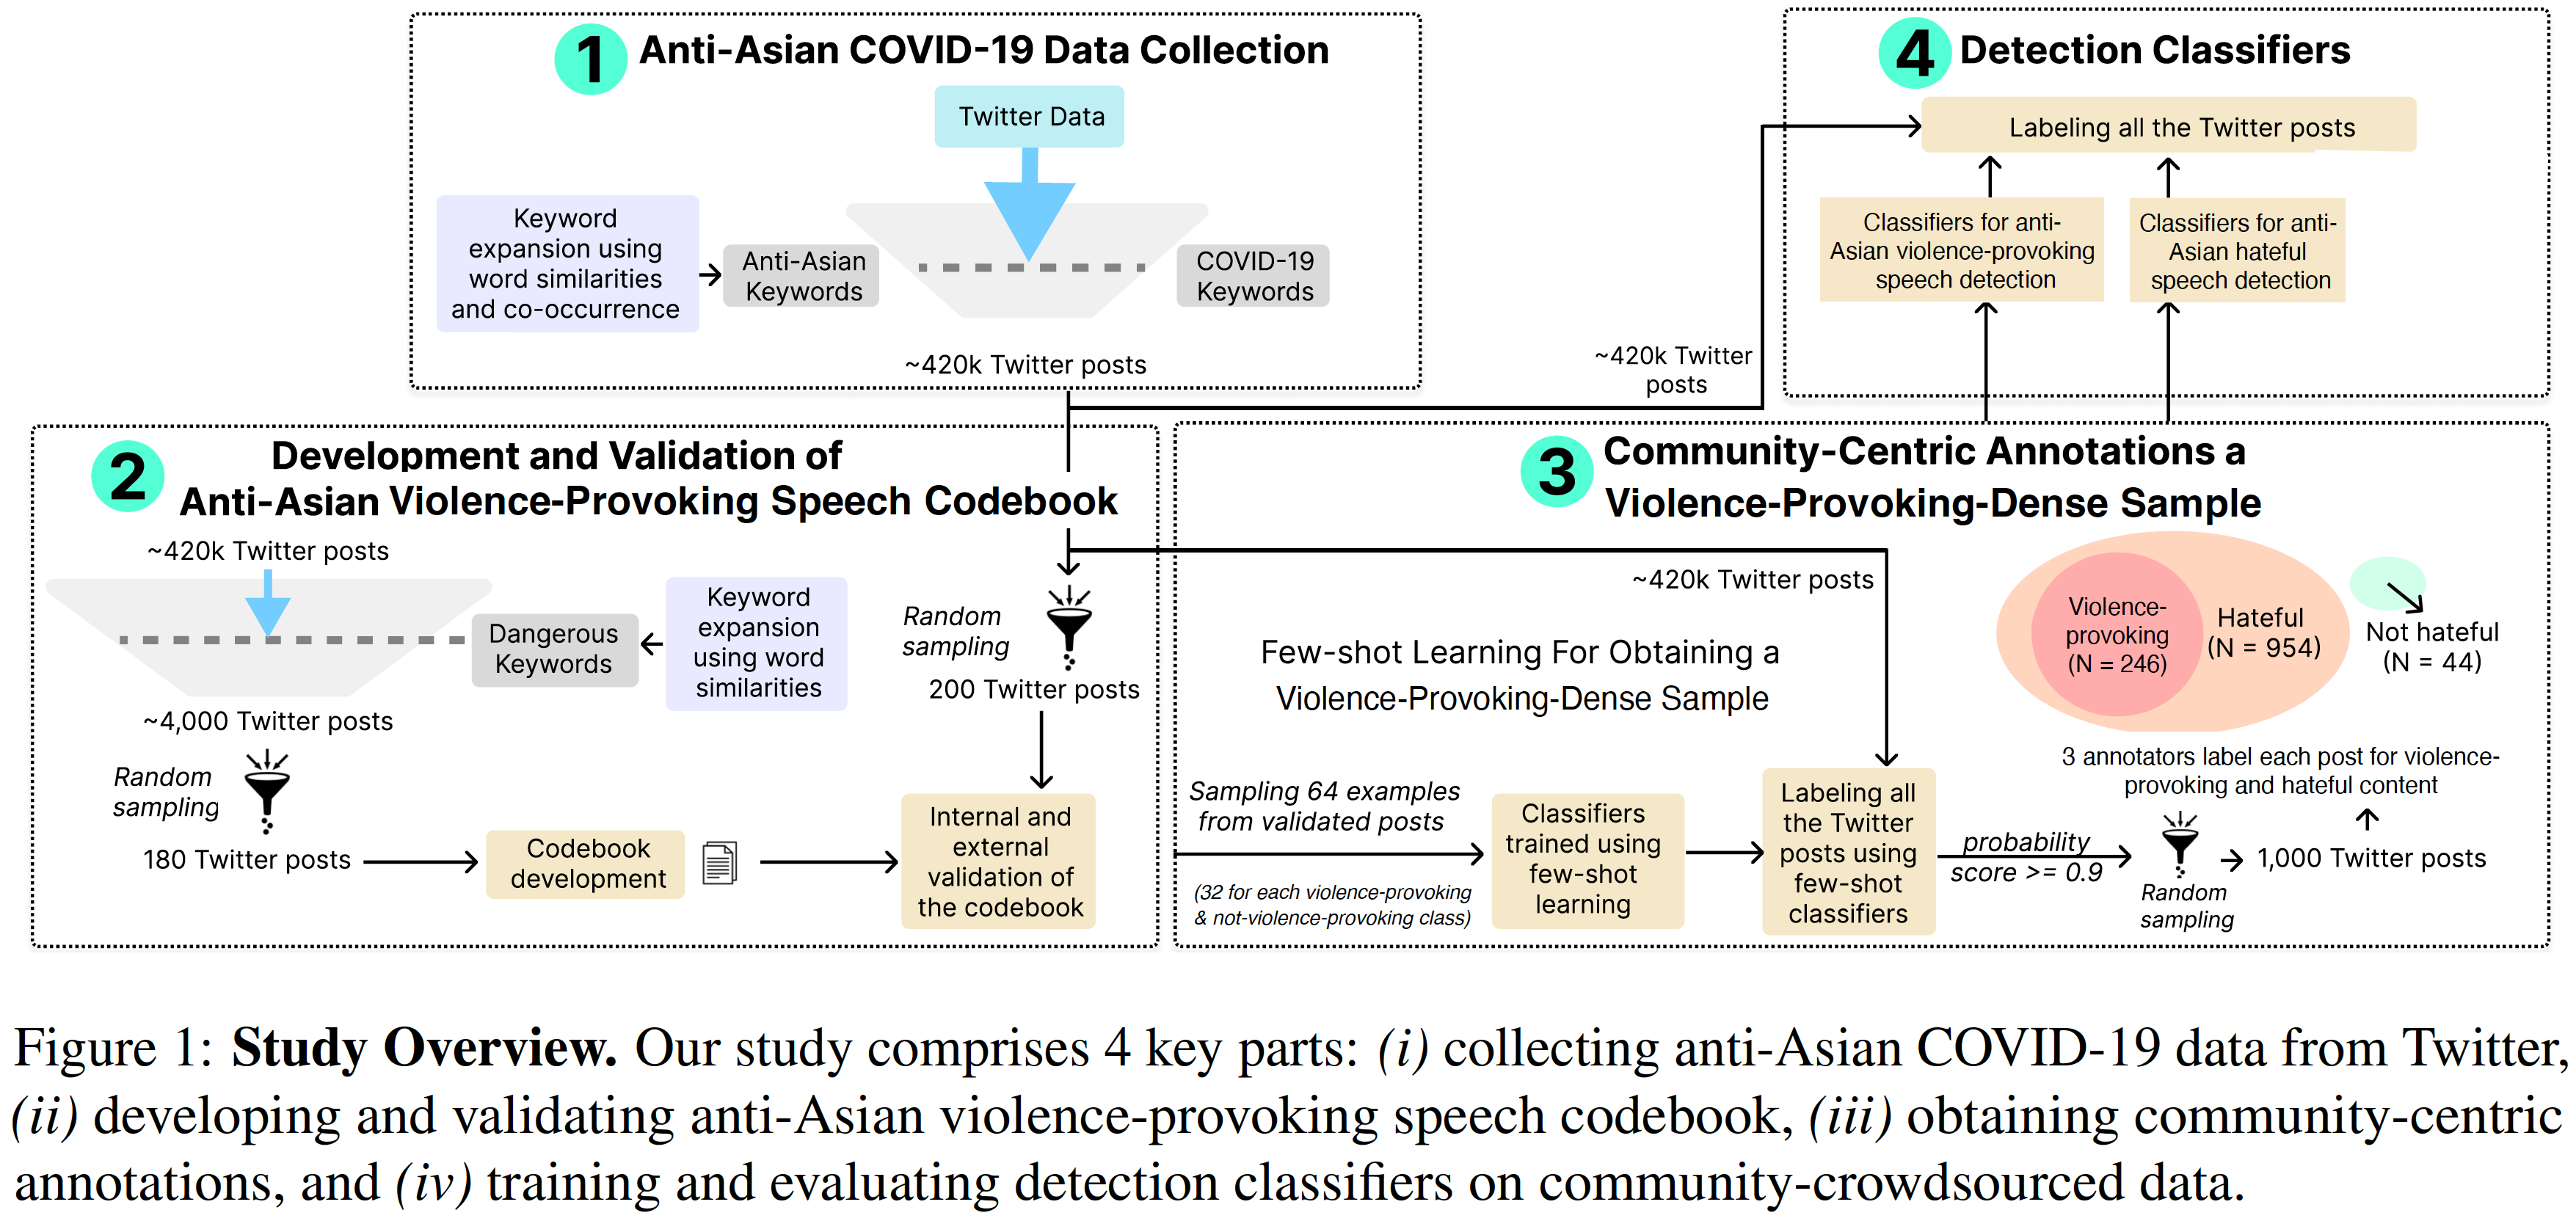 1
Anti-Asian COVID-19 Data Collection
Twitter Data
Keyword
expansion using
word similarities
and co-occurrence
Anti-Asian
Keywords
COVID-19
Keywords
~420k Twitter posts
~420k Twitter
posts
4
Detection Classifiers
Labeling all the Twitter posts
Classifiers for anti-
Asian violence-provoking
speech detection
Classifiers for anti-
Asian hateful
speech detection
2
Development and Validation of
Anti-Asian Violence-Provoking Speech Codebook
~420k Twitter posts
Dangerous
Keywords
Keyword
expansion
using word
similarities
~4,000 Twitter posts
Random
sampling
180 Twitter posts
Codebook
development
Random
sampling
200 Twitter posts
Internal and
external
validation of
the codebook
3
Community-Centric Annotations a
Violence-Provoking-Dense Sample
~420k Twitter posts
Few-shot Learning For Obtaining a
Violence-Provoking-Dense Sample
Sampling 64 examples
from validated posts
(32 for each violence-provoking
& not-violence-provoking class)
Classifiers
trained using
few-shot
learning
Labeling all
the Twitter
posts using
few-shot
classifiers
probability
score >= 0.9
Random
sampling
1,000 Twitter posts
3 annotators label each post for violence-
provoking and hateful content
Violence-
provoking
(N = 246)
Hateful
(N = 954)
Not hateful
(N = 44)
Figure 1: Study Overview. Our study comprises 4 key parts: (i) collecting anti-Asian COVID-19 data from Twitter,
(ii) developing and validating anti-Asian violence-provoking speech codebook, (iii) obtaining community-centric
annotations, and (iv) training and evaluating detection classifiers on community-crowdsourced data.